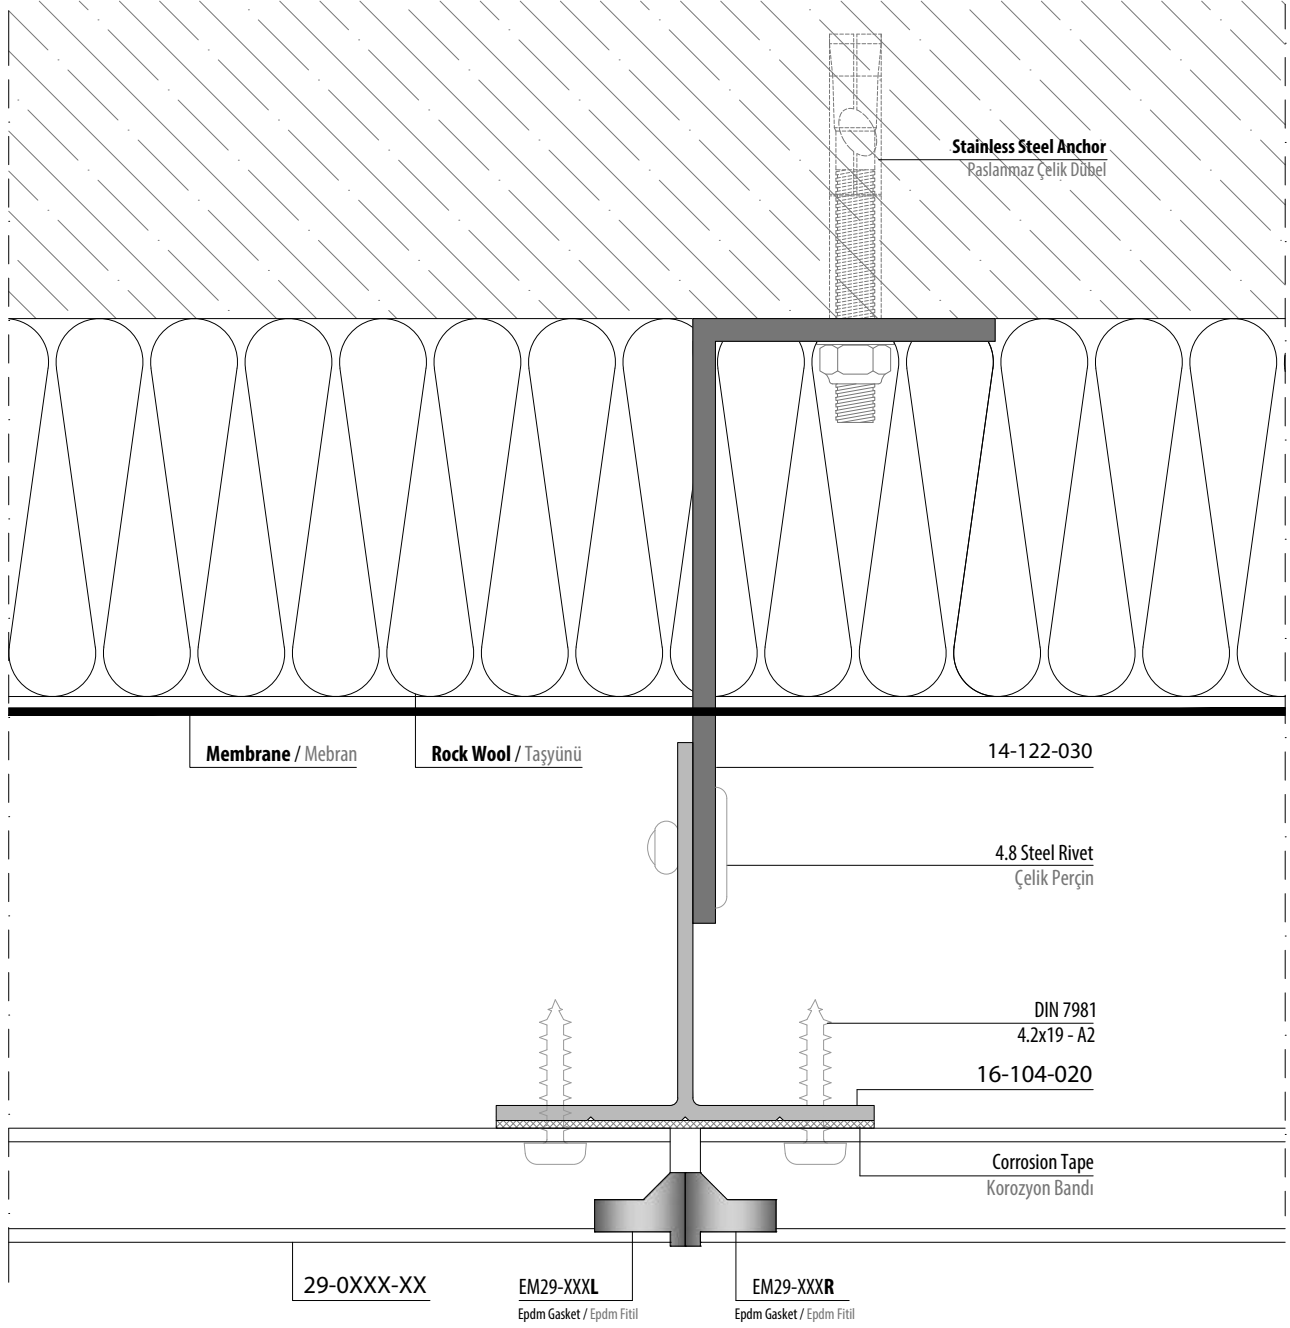 Stainless Steel Anchor
Paslanmaz Çelik Dübel
Membrane / Mebran
Rock Wool / Taşyünü
14-122-030
4.8 Steel Rivet
Çelik Perçin
DIN 7981
4.2x19 - A2
16-104-020
Corrosion Tape
Korozyon Bandı
29-0XXX-XX
EM29-XXXL
Epdm Gasket / Epdm Fitil
EM29-XXXR
Epdm Gasket / Epdm Fitil